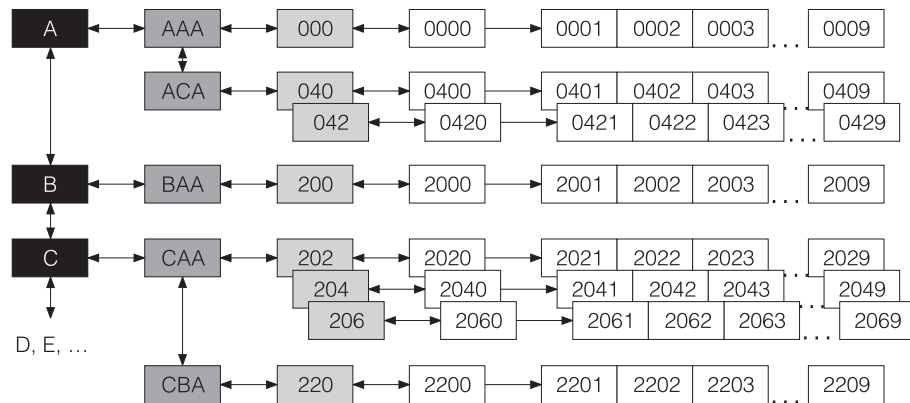 A AAA 000 0000 0001 0002 0003 ... 0009
ACA 040 0400 0401 0402 0403 ... 0409
042 0420 0421 0422 0423 ... 0429
B BAA 200 2000 2001 2002 2003 ... 2009
C CAA 202 2020 2021 2022 2023 ... 2029
204 2040 2041 2042 2043 ... 2049
206 2060 2061 2062 2063 ... 2069
D, E, ...
CBA 220 2200 2201 2202 2203 ... 2209